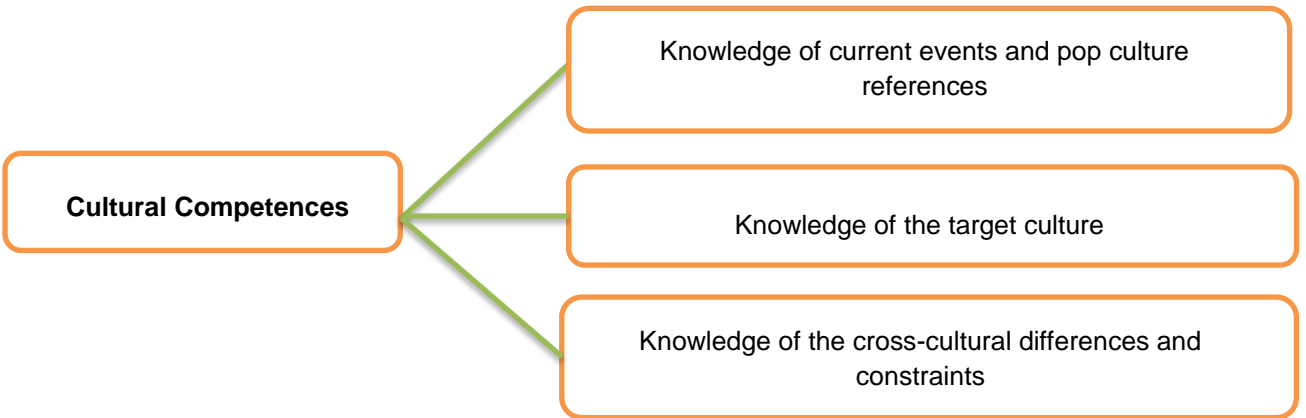 Cultural Competences
Knowledge of current events and pop culture
references
Knowledge of the target culture
Knowledge of the cross-cultural differences and
constraints